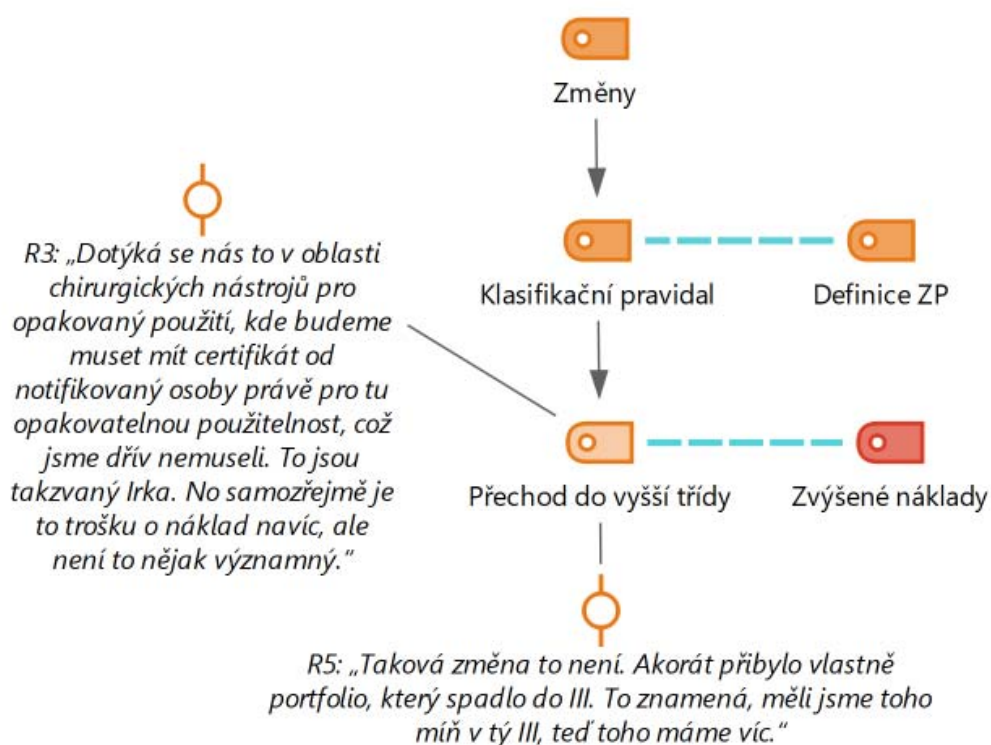 Změny
Klasifikační pravidal
Definice ZP
R3: „Dotýká se nás to v oblasti
chirurgických nástrojů pro
opakovaný použití, kde budeme
muset mít certifikát od
notifikovaný osoby právě pro tu
opakovatelnou použitelnost, což
jsme dřív nemuseli. To jsou
takzvaný Irka. No samozřejmě je
to trošku o náklad navíc, ale
není to nějak významný.“
Přechod do vyšší třídy
Zvýšené náklady
R5: „Taková změna to není. Akorát přibylo vlastně
portfolio, který spadlo do III. To znamená, měli jsme toho
míň v tý III, teď toho máme víc.“